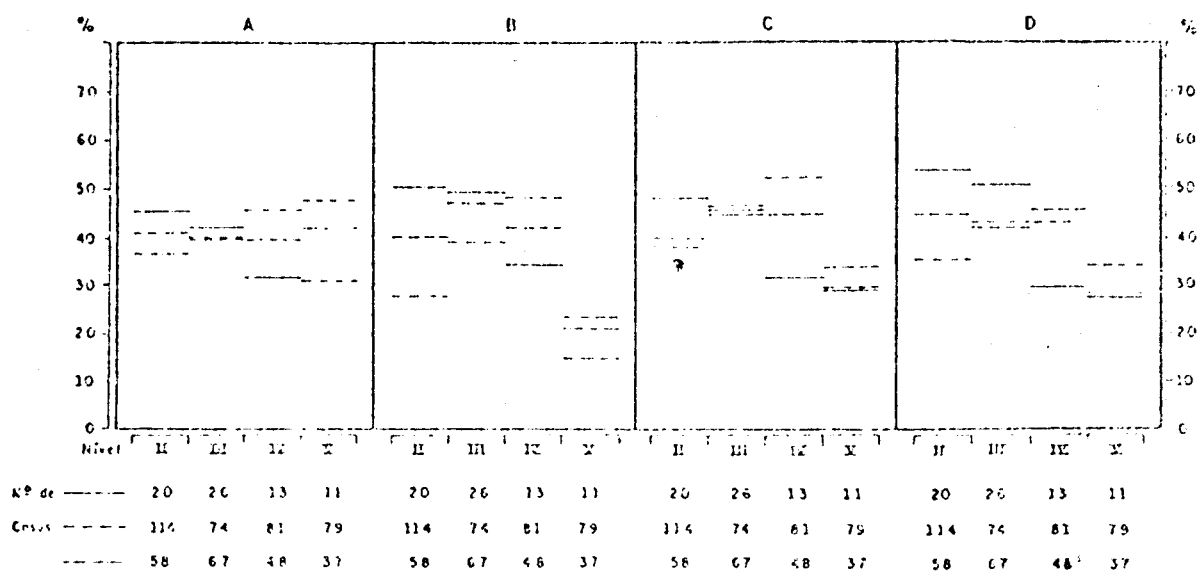 % A B C D %
70 70
60 60
50 50
40 40
30 30
20 20
10 10
0 0
Nível II III IV V II III IV V II III IV V II III IV V
Nº de 20 26 13 11 20 26 13 11 20 26 13 11 20 26 13 11
Casos 114 74 81 79 114 74 81 79 114 74 81 79 114 74 81 79
58 67 48 37 58 67 48 37 58 67 48 37 58 67 48 37